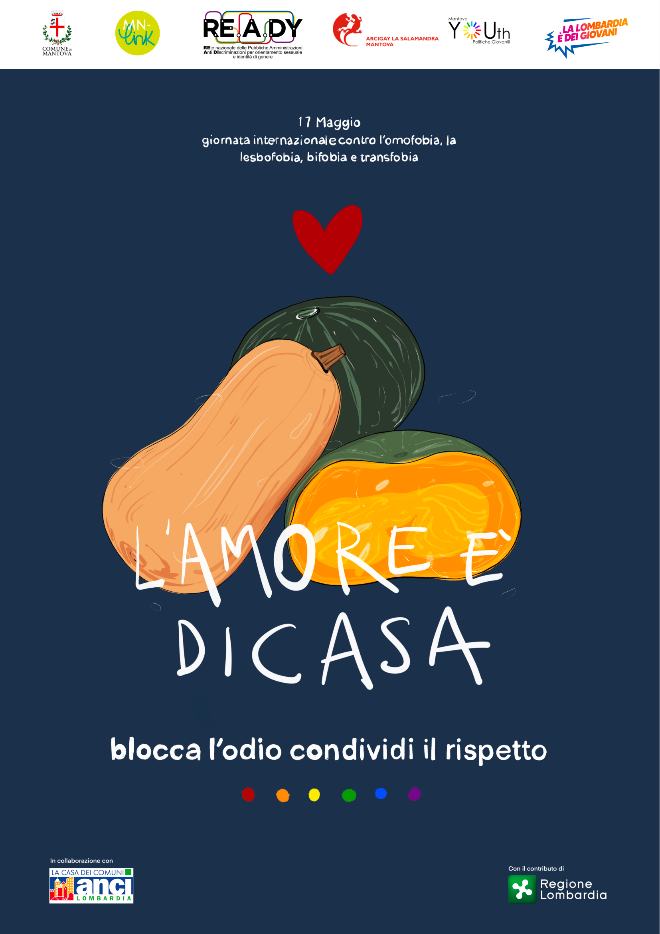 COMUNE DI
MANTOVA
MN-
Link
RE.A.DY
REte nazionale delle Pubbliche Amministrazioni
Anti DIscriminazioni per orientamento sessuale
e identità di genere
ARCIGAY LA SALAMANDRA
MANTOVA
Mantova
YOUth
Politiche Giovanili
LA LOMBARDIA
È DEI GIOVANI
17 Maggio
giornata internazionale contro l'omofobia, la
lesbofobia, bifobia e transfobia
L'AMORE È
DI CASA
blocca l'odio condividi il rispetto
In collaborazione con
LA CASA DEI COMUNI
anci
LOMBARDIA
Con il contributo di
Regione
Lombardia